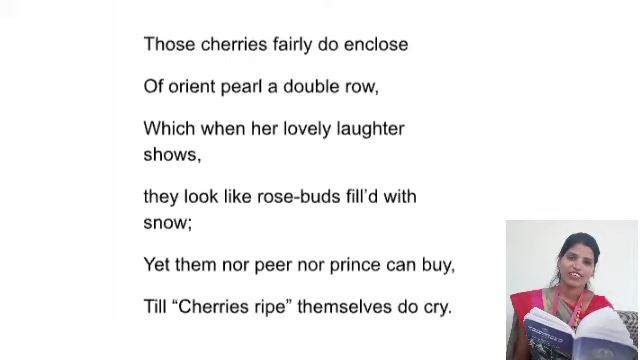 Those cherries fairly do enclose
Of orient pearl a double row,
Which when her lovely laughter
shows,
they look like rose-buds fill'd with
snow;
Yet them nor peer nor prince can buy,
Till “Cherries ripe” themselves do cry.